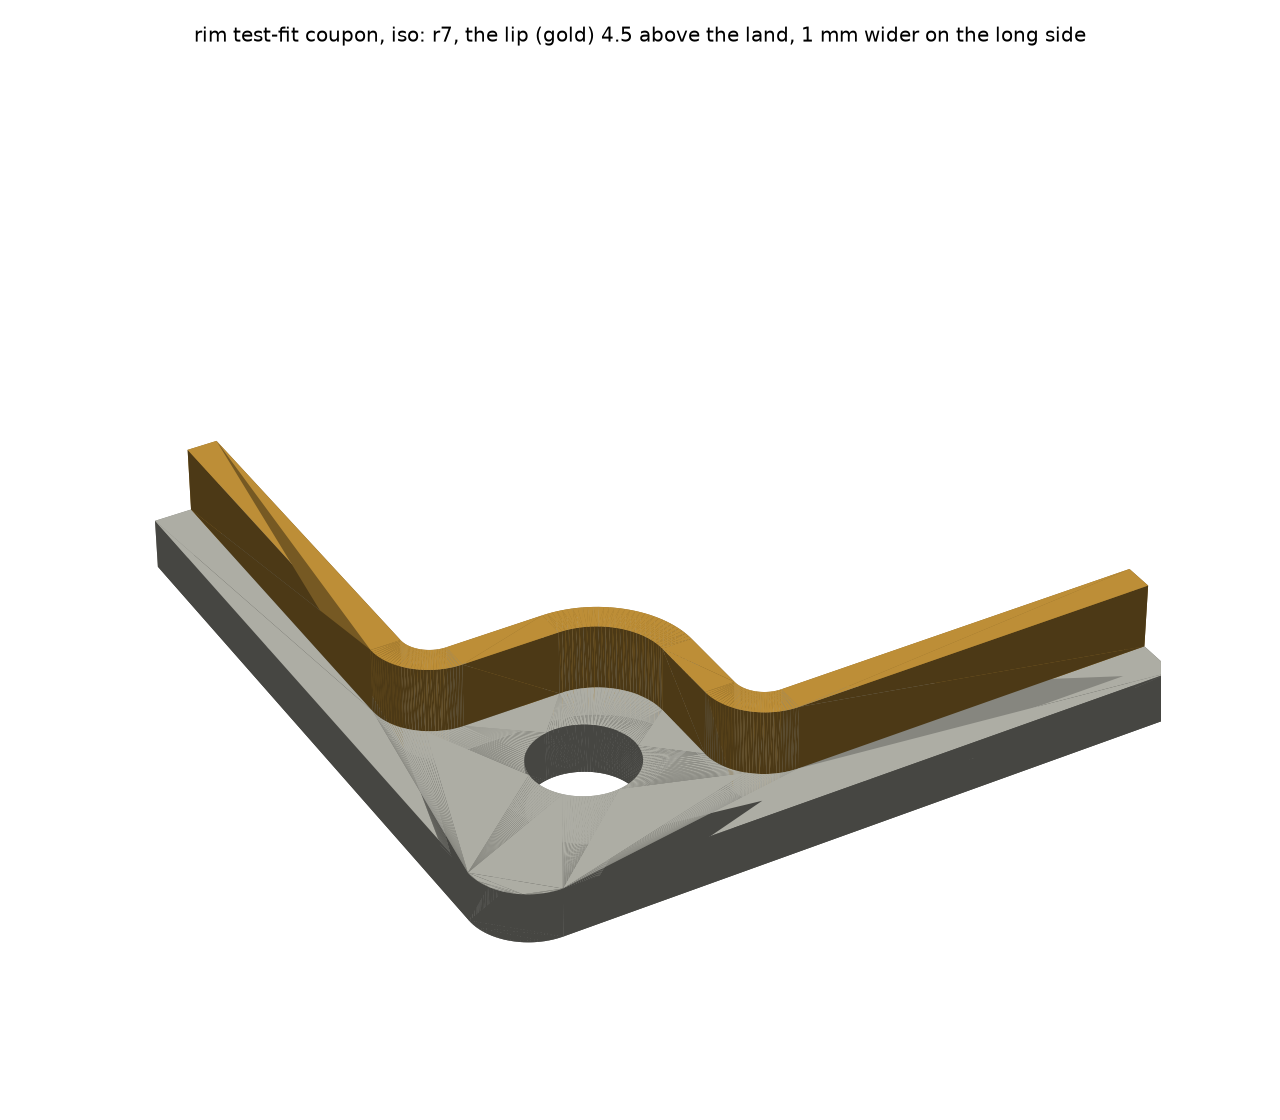 rim test-fit coupon, iso: r7, the lip (gold) 4.5 above the land, 1 mm wider on the long side